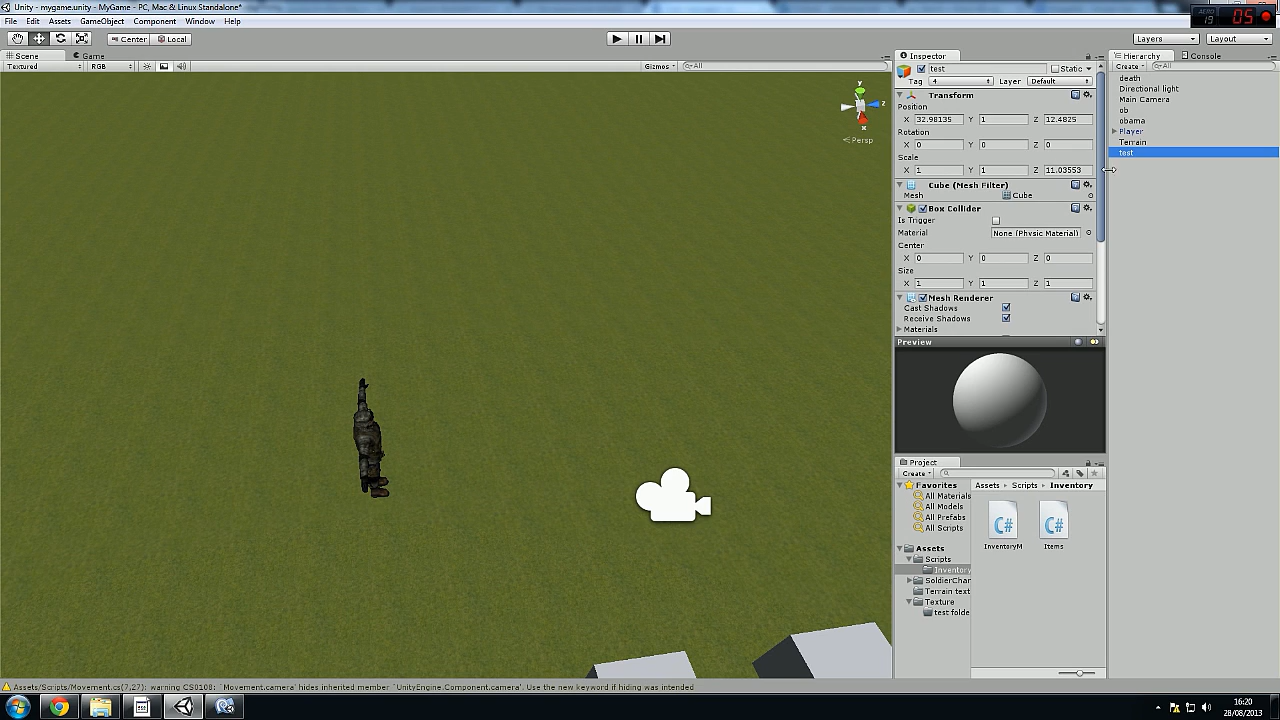 Unity - mygame.unity - MyGame - PC, Mac & Linux Standalone*
AERO 19 05
File Edit Assets GameObject Component Window Help
Center Local Layers Layout
Scene Game
Textured RGB Gizmos All
y z x
Persp
Inspector
test Static
Tag 4 Layer Default
Transform
Position
X 32.98135 Y 1 Z 12.4825
Rotation
X 0 Y 0 Z 0
Scale
X 1 Y 1 Z 11.03553
Cube (Mesh Filter)
Mesh Cube
Box Collider
Is Trigger
Material None (Physic Material)
Center
X 0 Y 0 Z 0
Size
X 1 Y 1 Z 1
Mesh Renderer
Cast Shadows
Receive Shadows
Materials
Preview
Project
Create
Favorites
All Materials
All Models
All Prefabs
All Scripts
Assets
Scripts
Inventory
SoldierChar
Terrain text
Texture
test folde
Assets Scripts Inventory
C# C#
InventoryM Items
Hierarchy Console
Create All
death
Directional light
Main Camera
ob
obama
Player
Terrain
test
Assets/Scripts/Movement.cs(7,27): warning CS0108: `Movement.camera' hides inherited member `UnityEngine.Component.camera'. Use the new keyword if hiding was intended
16:20
28/08/2013